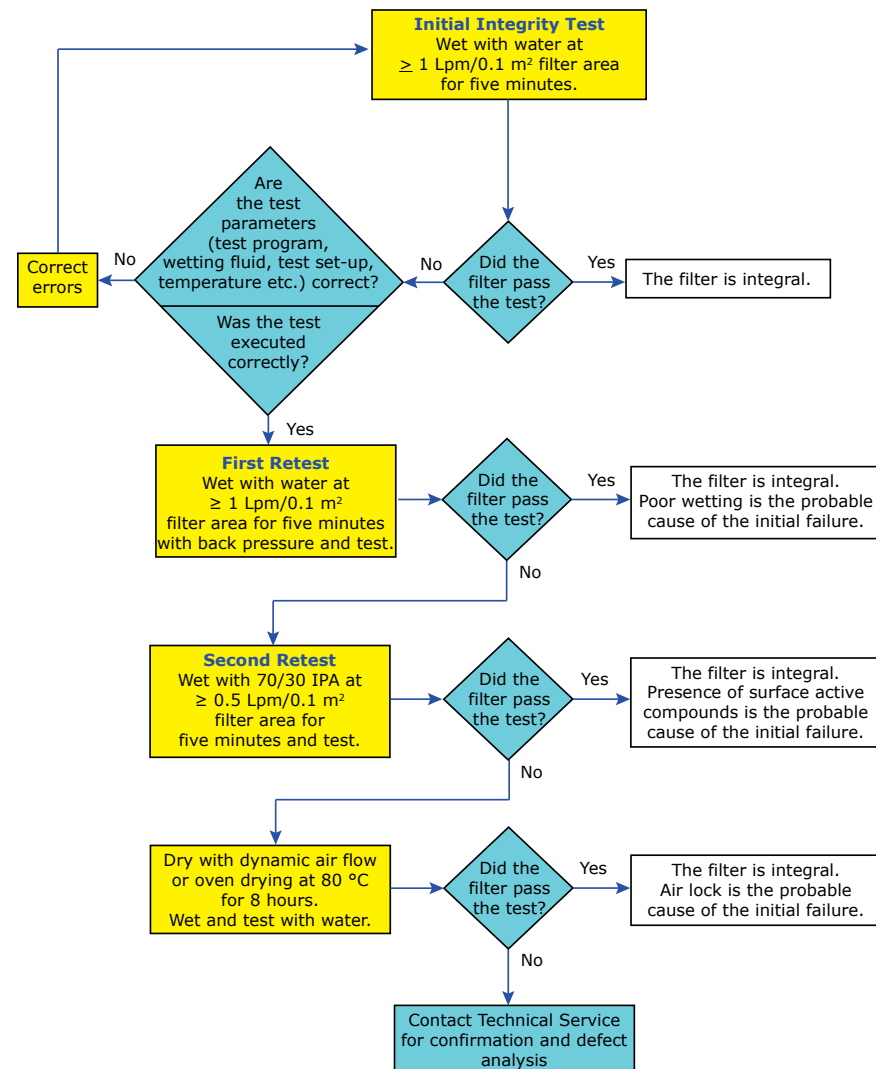 Initial Integrity Test
Wet with water at
≥ 1 Lpm/0.1 m² filter area
for five minutes.
Are
the test
parameters
(test program,
wetting fluid, test set-up,
temperature etc.) correct?
Was the test
executed
correctly?
No
Correct
errors
No
Did the
filter pass
the test?
Yes
The filter is integral.
Yes
First Retest
Wet with water at
≥ 1 Lpm/0.1 m²
filter area for five minutes
with back pressure and test.
Did the
filter pass
the test?
Yes
The filter is integral.
Poor wetting is the probable
cause of the initial failure.
No
Second Retest
Wet with 70/30 IPA at
≥ 0.5 Lpm/0.1 m²
filter area for
five minutes and test.
Did the
filter pass
the test?
Yes
The filter is integral.
Presence of surface active
compounds is the probable
cause of the initial failure.
No
Dry with dynamic air flow
or oven drying at 80 °C
for 8 hours.
Wet and test with water.
Did the
filter pass
the test?
Yes
The filter is integral.
Air lock is the probable
cause of the initial failure.
No
Contact Technical Service
for confirmation and defect
analysis